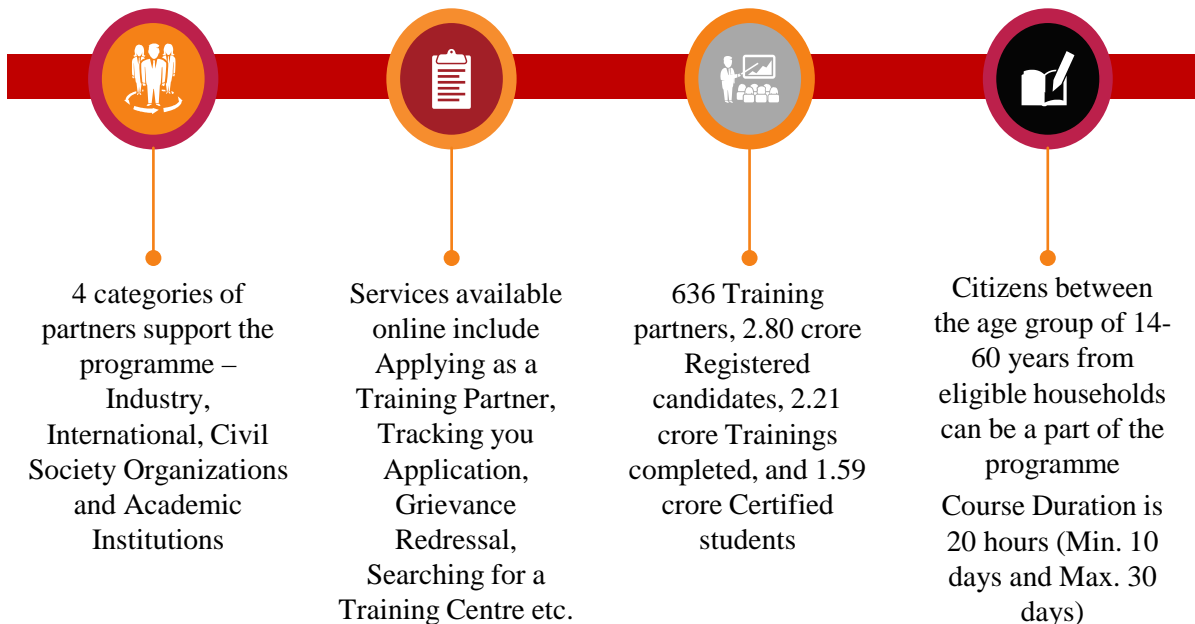 4 categories of
partners support the
programme –
Industry,
International, Civil
Society Organizations
and Academic
Institutions
Services available
online include
Applying as a
Training Partner,
Tracking you
Application,
Grievance
Redressal,
Searching for a
Training Centre etc.
636 Training
partners, 2.80 crore
Registered
candidates, 2.21
crore Trainings
completed, and 1.59
crore Certified
students
Citizens between
the age group of 14-
60 years from
eligible households
can be a part of the
programme
Course Duration is
20 hours (Min. 10
days and Max. 30
days)